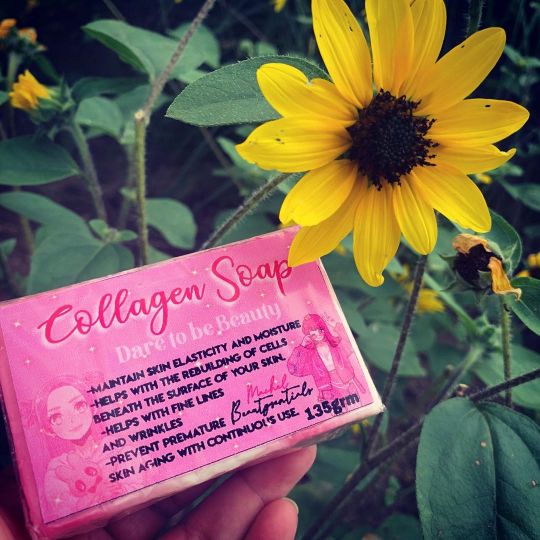 Collagen Soap
Dare to be Beauty
-MAINTAIN SKIN ELASTICITY AND MOISTURE
-HELPS WITH THE REBUILDING OF CELLS
BENEATH THE SURFACE OF YOUR SKIN.
-HELPS WITH FINE LINES
AND WRINKLES
-PREVENT PREMATURE
SKIN AGING WITH CONTINUOUS USE.
135grm